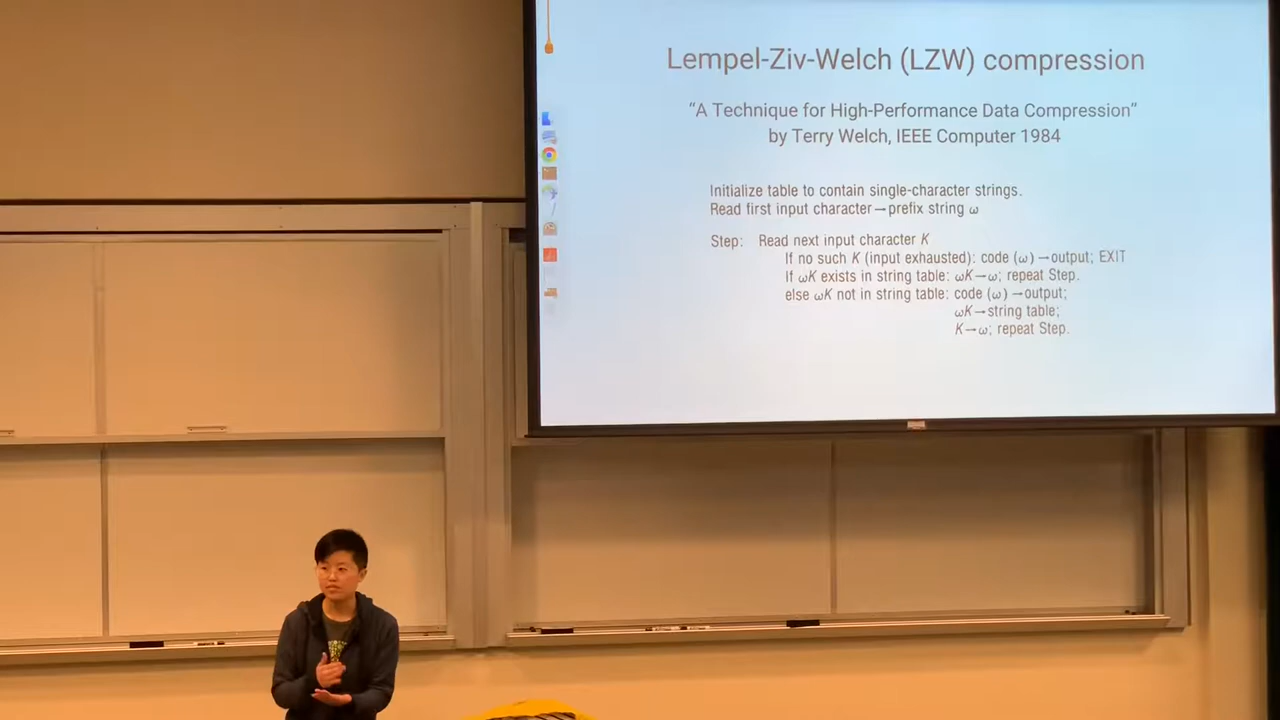 Lempel-Ziv-Welch (LZW) compression
“A Technique for High-Performance Data Compression”
by Terry Welch, IEEE Computer 1984
Initialize table to contain single-character strings.
Read first input character→prefix string ω
Step: Read next input character K
If no such K (input exhausted): code (ω)→output; EXIT
If ωK exists in string table: ωK→ω; repeat Step.
else ωK not in string table: code (ω)→output;
ωK→string table;
K→ω; repeat Step.